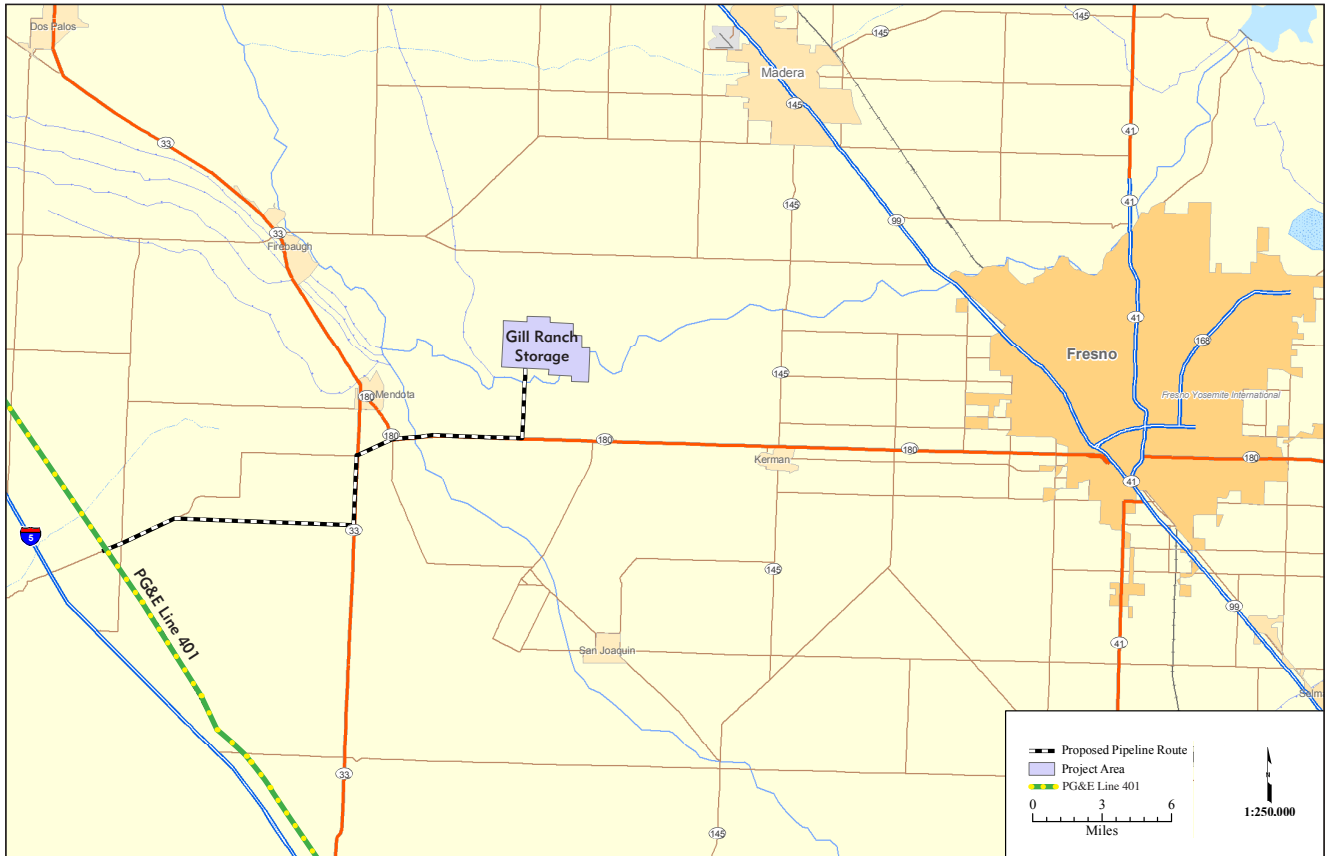 Dos Palos
145
145
Madera
145
33
41
41
145
99
33
Firebaugh
41
Gill Ranch
Storage
168
Fresno
145
Fresno Yosemite International
180
Mendota
180
180
180
180
Kerman
41
33
5
145
PG&E Line 401
99
41
San Joaquin
Selm
33
145
Proposed Pipeline Route
Project Area
PG&E Line 401
0 3 6
Miles
N
1:250.000